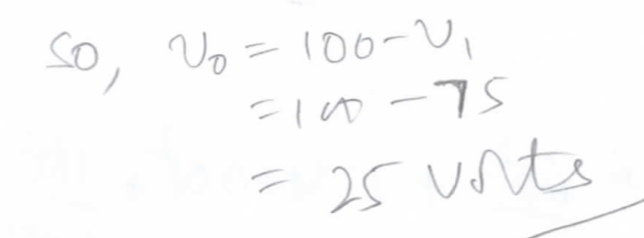 so, v₀ = 100 - v₁
= 100 - 75
= 25 volts